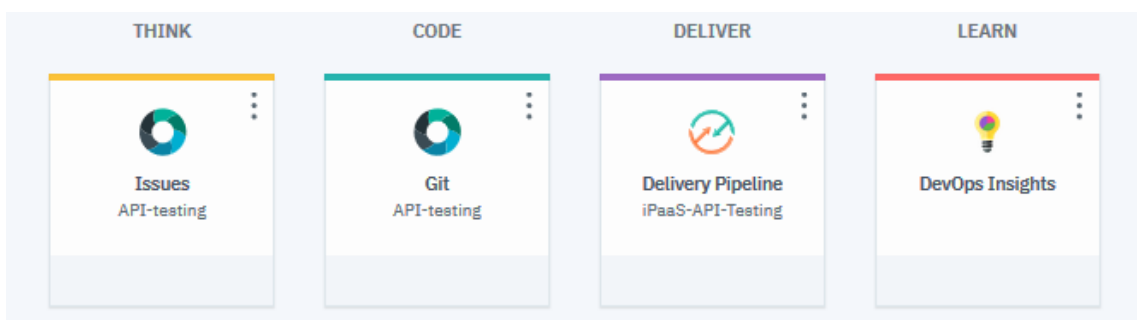 THINK
CODE
DELIVER
LEARN
Issues
API-testing
Git
API-testing
Delivery Pipeline
iPaaS-API-Testing
DevOps Insights